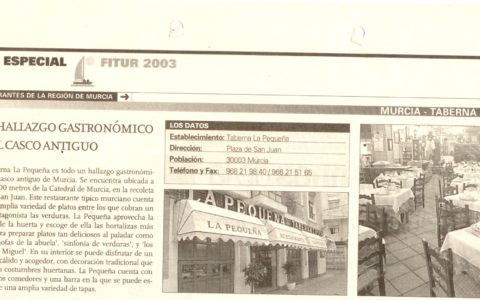 ESPECIAL FITUR 2003
RANTES DE LA REGIÓN DE MURCIA
MURCIA - TABERNA
HALLAZGO GASTRONÓMICO
L CASCO ANTIGUO
erna La Pequeña es todo un hallazgo gastronómi-
casco antiguo de Murcia. Se encuentra ubicada a
00 metros de la Catedral de Murcia, en la recoleta
San Juan. Este restaurante típico murciano cuenta
mplia variedad de platos entre los que cobran un
tagonista las verduras. La Pequeña aprovecha la
de la huerta y escoge de ella las hortalizas más
ra preparar platos tan deliciosos al paladar como
ofas de la abuela', 'sinfonía de verduras', y 'los
Miguel'. En su interior se puede disfrutar de un
cálido y acogedor, con decoración tradicional que
s costumbres huertanas. La Pequeña cuenta con
os comedores y una barra en la que se puede es-
na amplia variedad de tapas.
LOS DATOS
Establecimiento: Taberna La Pequeña
Dirección: Plaza de San Juan
Población: 30003 Murcia
Teléfono y Fax: 968 21 98 40 / 968 21 51 65
LA PEQUEÑA
LA PEQUEÑA